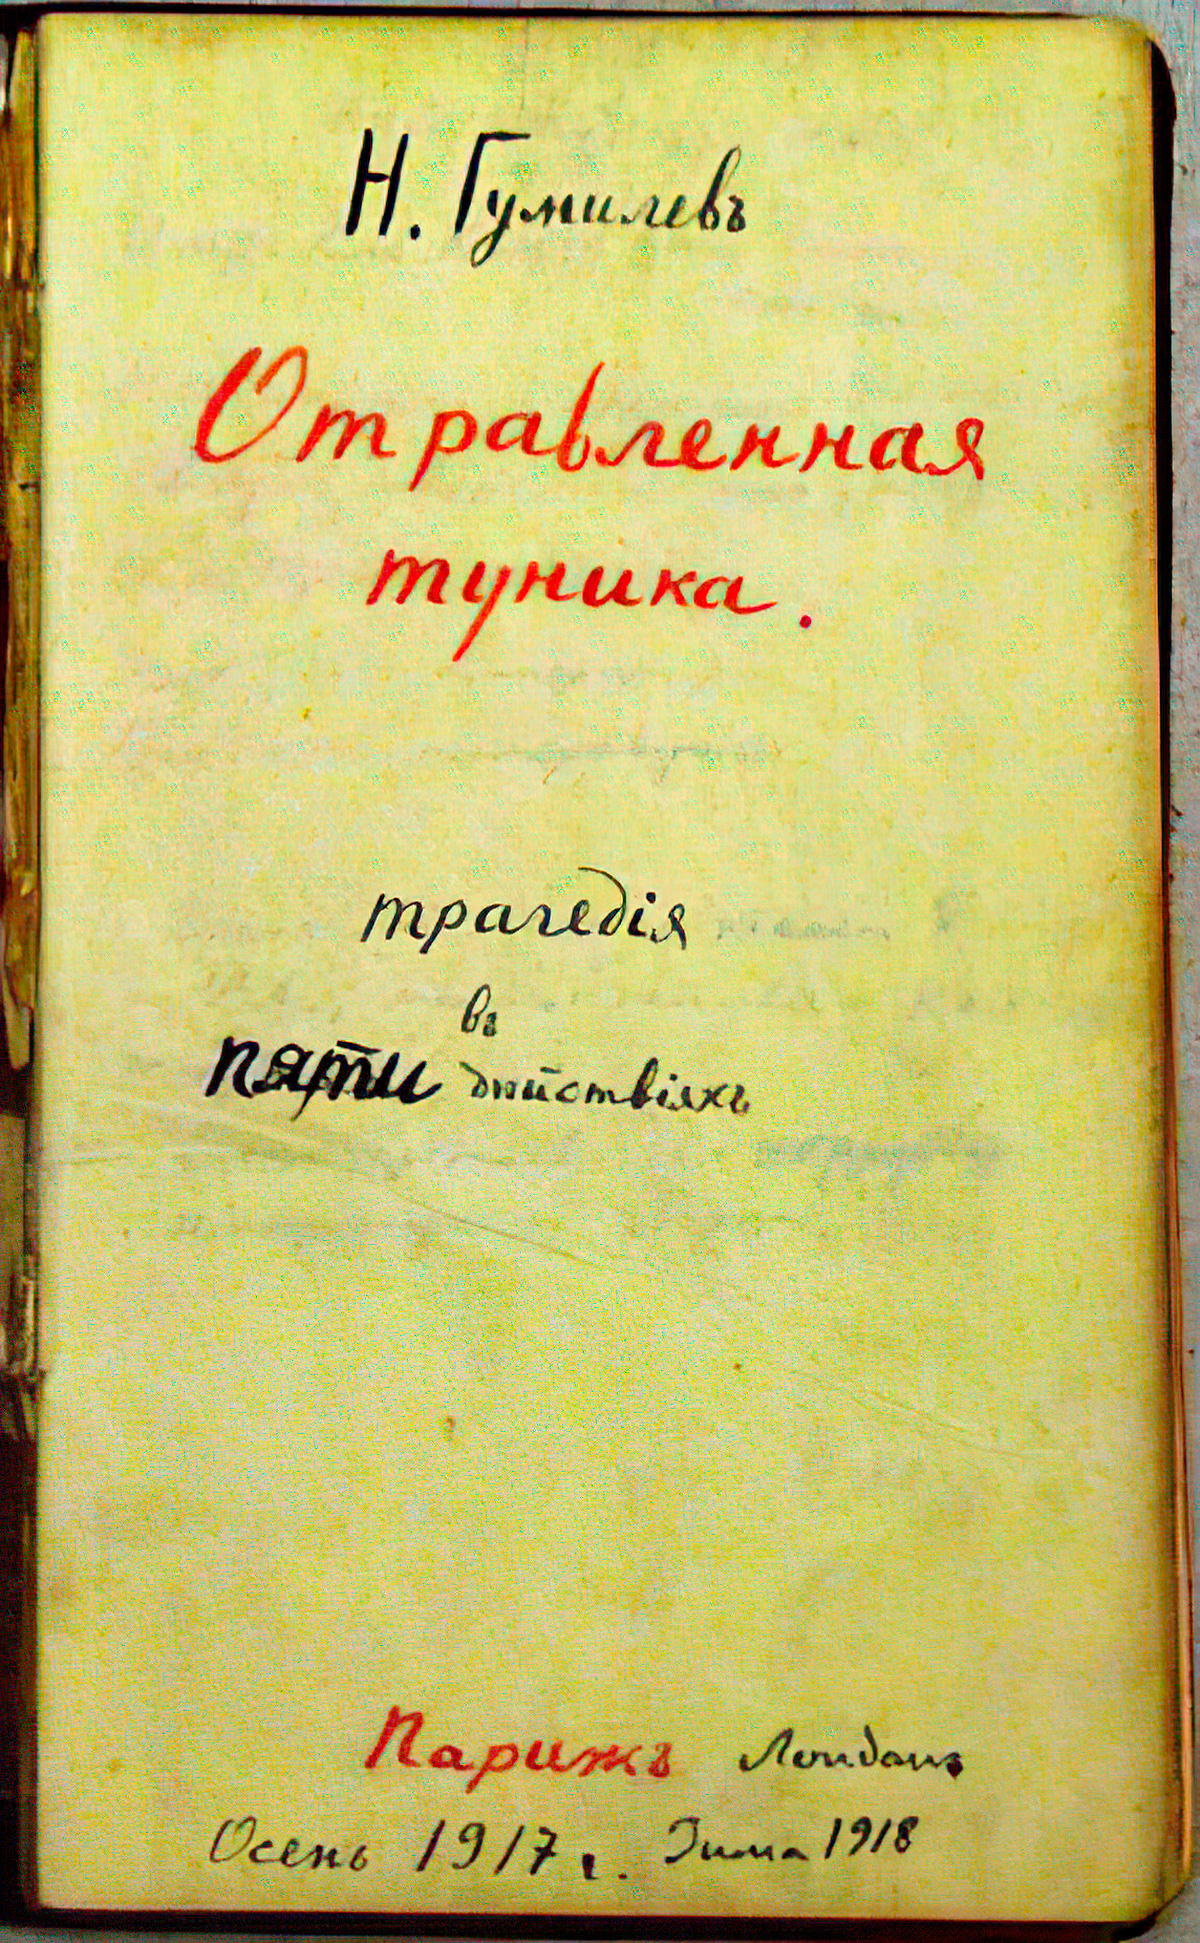 Н. Гумилевъ
Отравленная
туника.
трагедія
въ
пяти дѣйствіяхъ
Парижъ Лондонъ
Осень 1917 г. Зима 1918